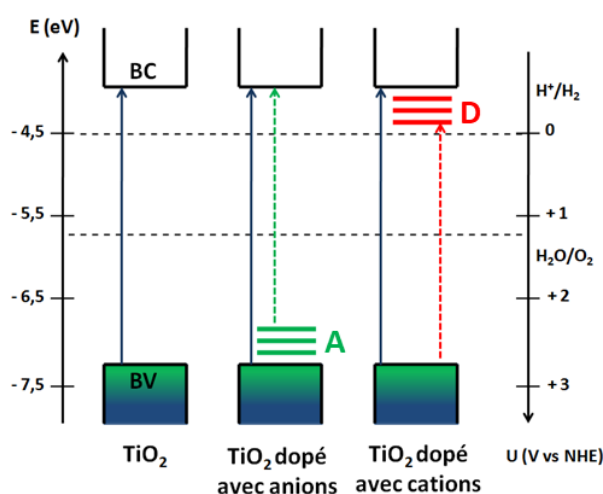 E (eV)
BC
H⁺/H₂
D
- 4,5
0
- 5,5
+ 1
H₂O/O₂
- 6,5
+ 2
A
BV
- 7,5
+ 3
TiO₂
TiO₂ dopé
avec anions
TiO₂ dopé
avec cations
U (V vs NHE)